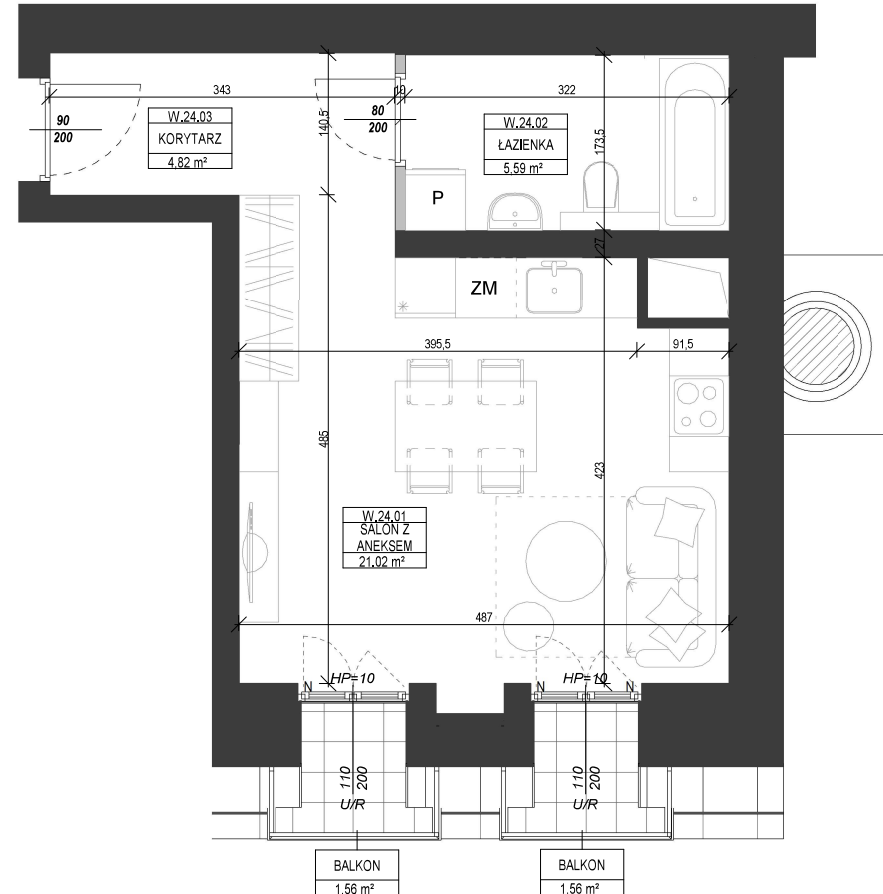 343
10
322
90
200
W.24.03
KORYTARZ
4,82 m²
140,5
80
200
W.24.02
ŁAZIENKA
5,59 m²
173,5
P
27
ZM
395,5
91,5
485
423
W.24.01
SALON Z
ANEKSEM
21.02 m²
487
HP=10
HP=10
N
N
N
110
200
U/R
110
200
U/R
BALKON
1,56 m²
BALKON
1,56 m²